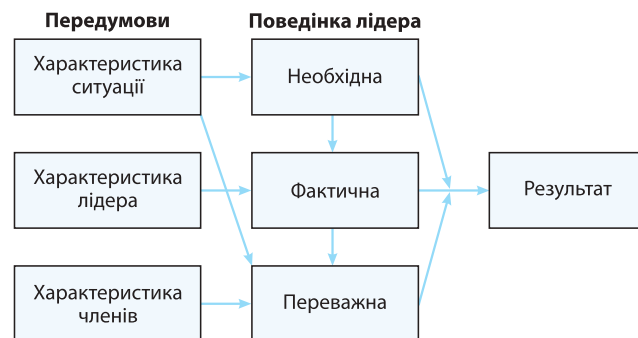 Передумови
Поведінка лідера
Характеристика
ситуації
Необхідна
Характеристика
лідера
Фактична
Результат
Характеристика
членів
Переважна